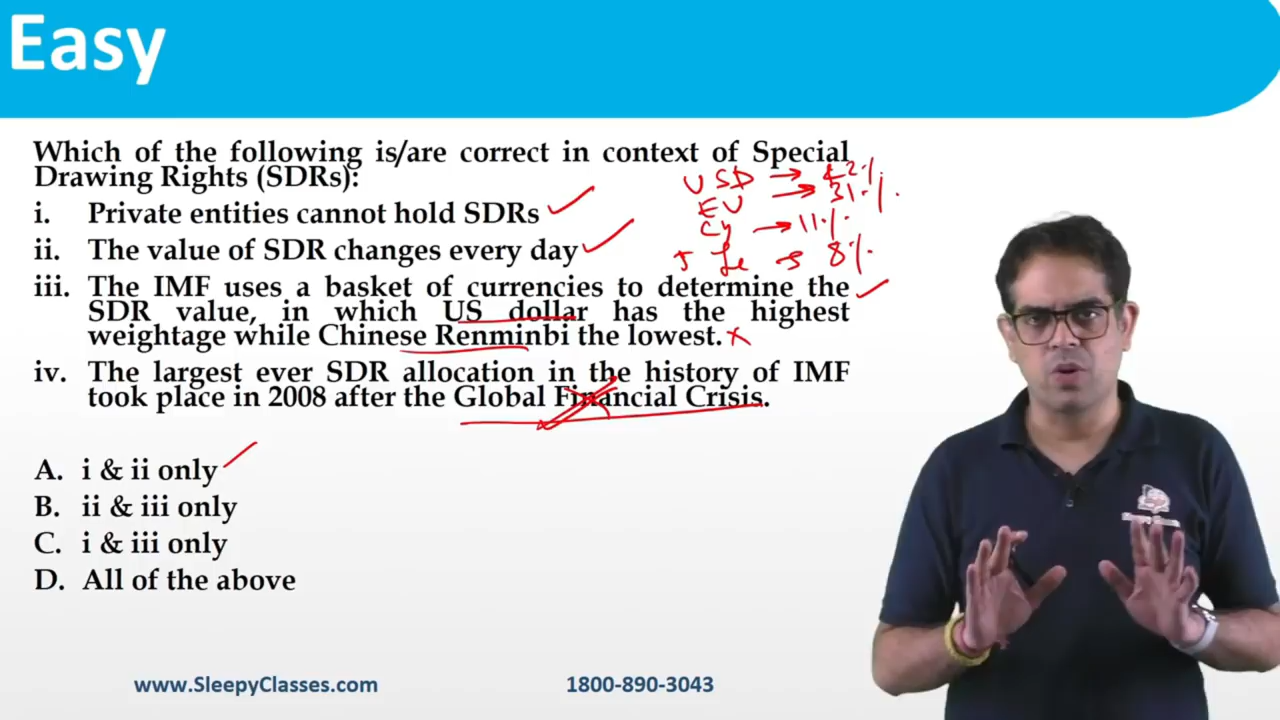 Easy
Which of the following is/are correct in context of Special
Drawing Rights (SDRs):
USD → 42%
EU → 31%
Cy → 11%
8%
i. Private entities cannot hold SDRs
ii. The value of SDR changes every day
iii. The IMF uses a basket of currencies to determine the
SDR value, in which US dollar has the highest
weightage while Chinese Renminbi the lowest.
iv. The largest ever SDR allocation in the history of IMF
took place in 2008 after the Global Financial Crisis.
A. i & ii only
B. ii & iii only
C. i & iii only
D. All of the above
www.SleepyClasses.com
1800-890-3043